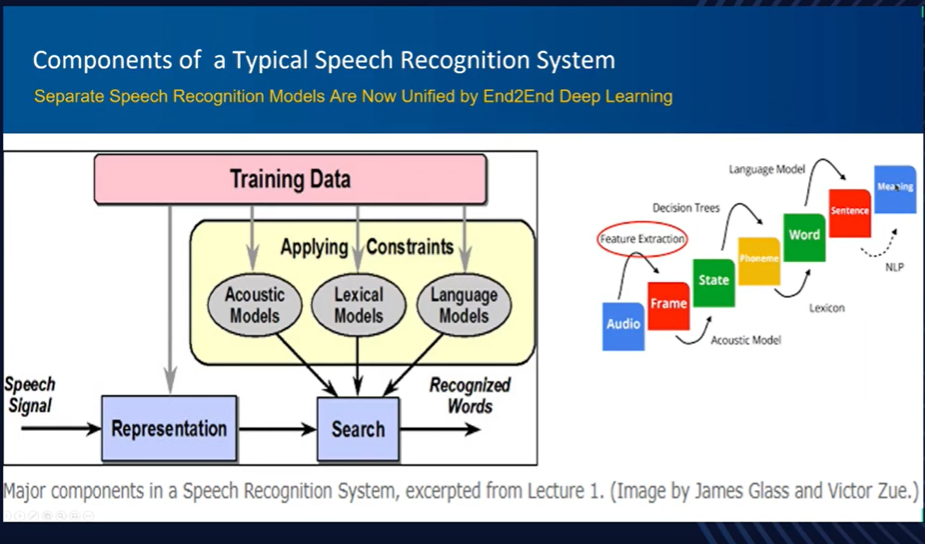 Components of a Typical Speech Recognition System
Separate Speech Recognition Models Are Now Unified by End2End Deep Learning
Training Data
Applying Constraints
Acoustic
Models
Lexical
Models
Language
Models
Speech
Signal
Representation
Search
Recognized
Words
Language Model
Meaning
Decision Trees
Sentence
Feature Extraction
Word
Phoneme
NLP
State
Lexicon
Frame
Audio
Acoustic Model
Major components in a Speech Recognition System, excerpted from Lecture 1. (Image by James Glass and Victor Zue.)